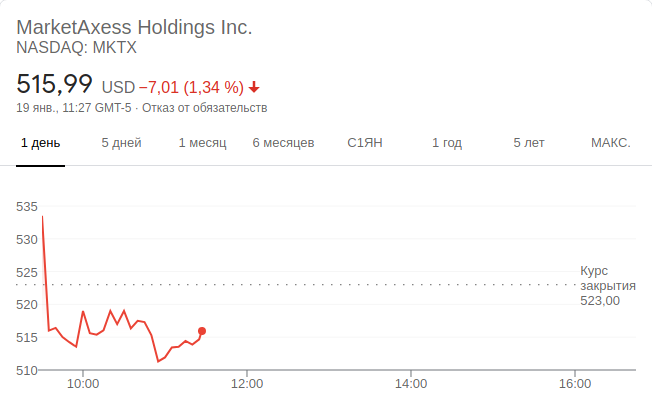 MarketAxess Holdings Inc.
NASDAQ: MKTX
515,99 USD −7,01 (1,34 %)
19 янв., 11:27 GMT-5 · Отказ от обязательств
1 день 5 дней 1 месяц 6 месяцев С1ЯН 1 год 5 лет МАКС.
535
530
525
520
515
510
Курс
закрытия
523,00
10:00 12:00 14:00 16:00